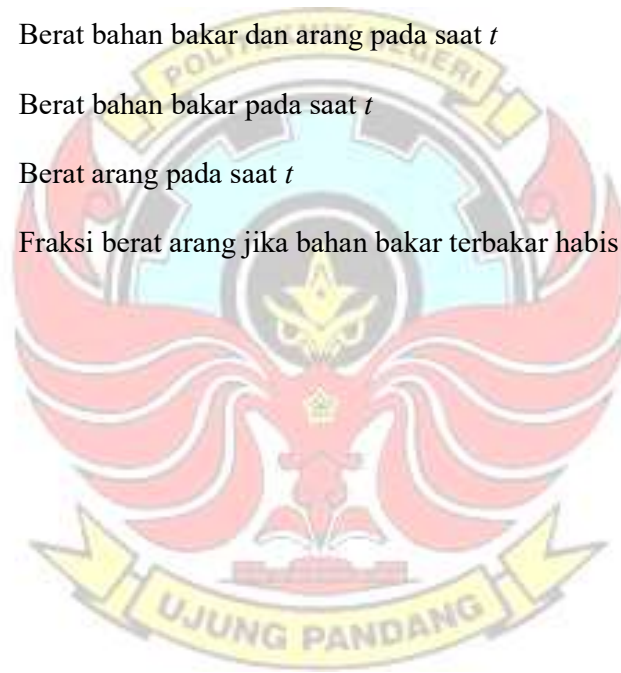 Berat bahan bakar dan arang pada saat t
POLITEKNIK NEGERI
Berat bahan bakar pada saat t
Berat arang pada saat t
Fraksi berat arang jika bahan bakar terbakar habis
UJUNG PANDANG